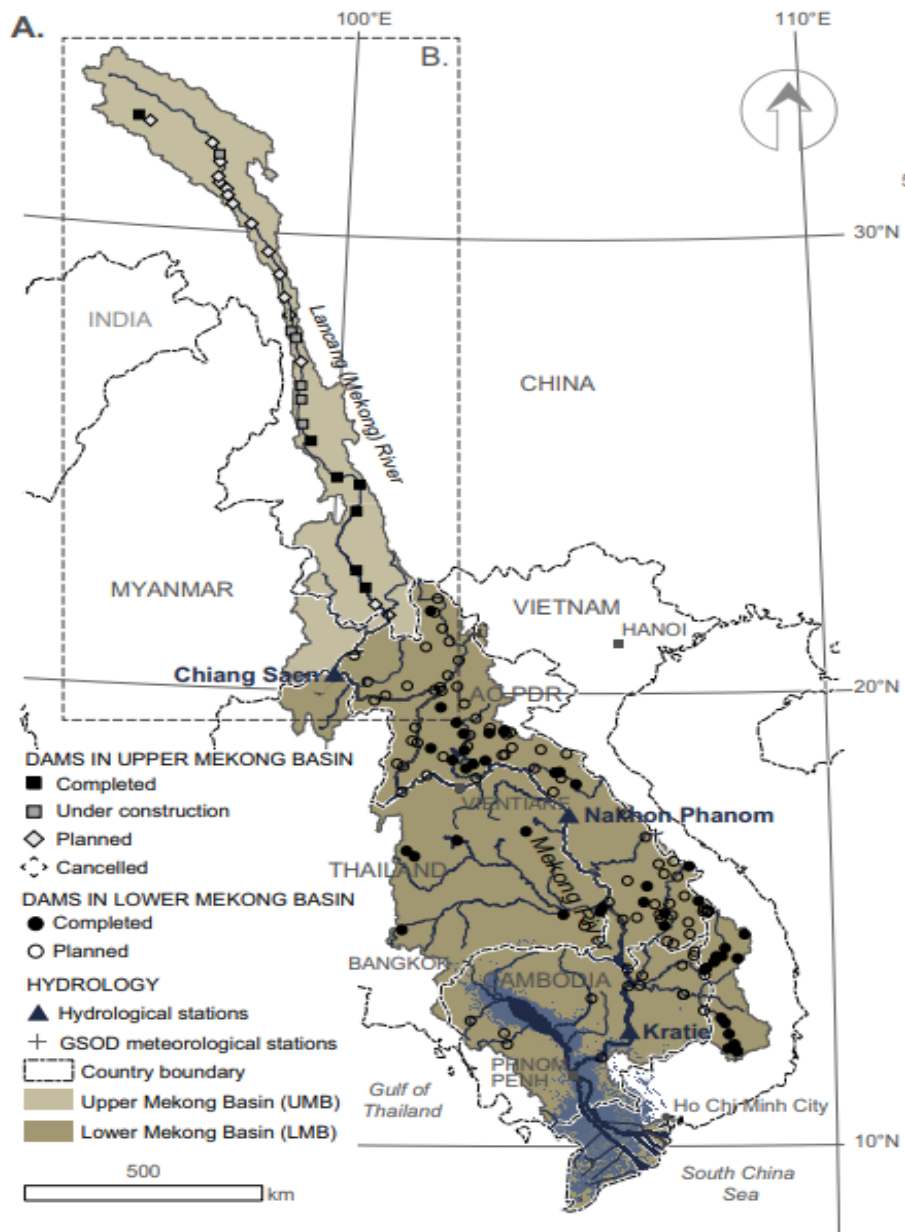 A.
100°E
110°E
B.
30°N
INDIA
Lancang (Mekong) River
CHINA
MYANMAR
VIETNAM
HANOI
Chiang Saen
AO PDR
20°N
DAMS IN UPPER MEKONG BASIN
Completed
Under construction
Planned
Cancelled
DAMS IN LOWER MEKONG BASIN
Completed
Planned
HYDROLOGY
Hydrological stations
GSOD meteorological stations
Country boundary
Upper Mekong Basin (UMB)
Lower Mekong Basin (LMB)
500
km
VIENTIANE
Nakhon Phanom
THAILAND
Mekong River
BANGKOK
CAMBODIA
Kratie
PHNOM
PENH
Gulf of
Thailand
Ho Chi Minh City
10°N
South China
Sea